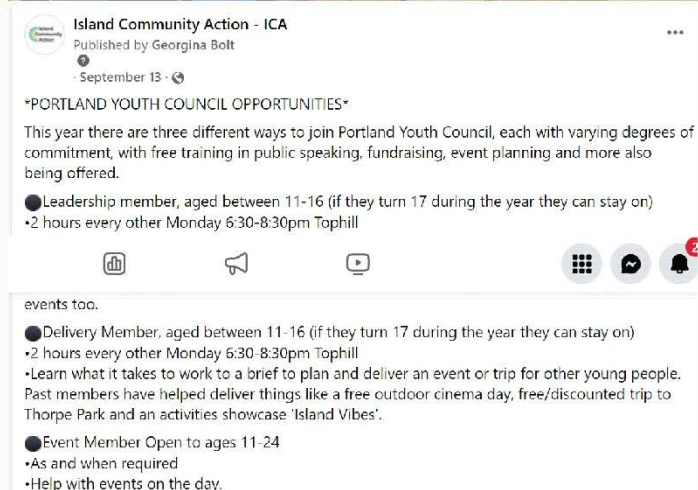 Island Community Action - ICA
Published by Georgina Bolt
· September 13 ·
*PORTLAND YOUTH COUNCIL OPPORTUNITIES*
This year there are three different ways to join Portland Youth Council, each with varying degrees of
commitment, with free training in public speaking, fundraising, event planning and more also
being offered.
⚫Leadership member, aged between 11-16 (if they turn 17 during the year they can stay on)
•2 hours every other Monday 6:30-8:30pm Tophill
2
events too.
⚫Delivery Member, aged between 11-16 (if they turn 17 during the year they can stay on)
•2 hours every other Monday 6:30-8:30pm Tophill
•Learn what it takes to work to a brief to plan and deliver an event or trip for other young people.
Past members have helped deliver things like a free outdoor cinema day, free/discounted trip to
Thorpe Park and an activities showcase 'Island Vibes'.
⚫Event Member Open to ages 11-24
•As and when required
•Help with events on the day.